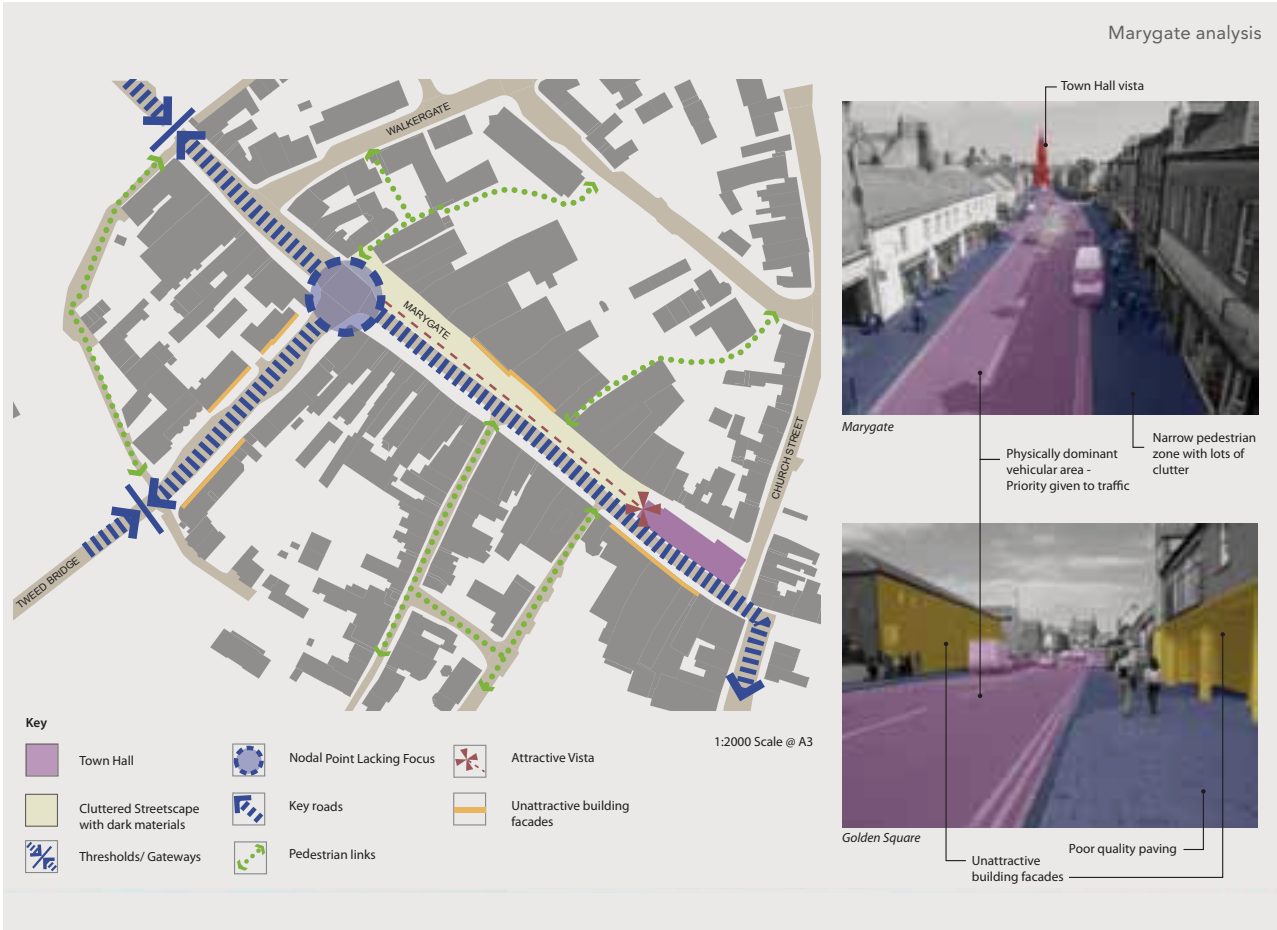 Marygate analysis
WALKERGATE
MARYGATE
CHURCH STREET
TWEED BRIDGE
Town Hall vista
Marygate
Physically dominant
vehicular area -
Priority given to traffic
Narrow pedestrian
zone with lots of
clutter
Golden Square
Poor quality paving
Unattractive
building facades
1:2000 Scale @ A3
Key
Town Hall
Cluttered Streetscape
with dark materials
Thresholds/ Gateways
Nodal Point Lacking Focus
Key roads
Pedestrian links
Attractive Vista
Unattractive building
facades